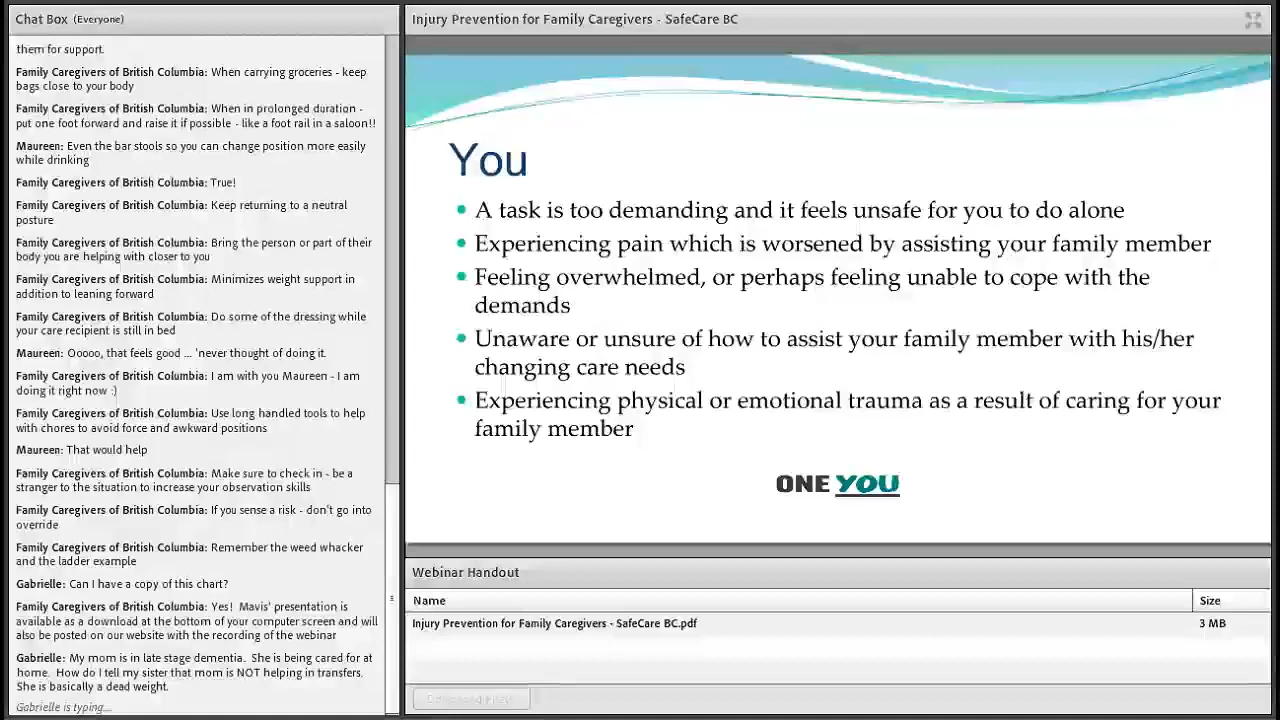 Chat Box (Everyone)
them for support.
Family Caregivers of British Columbia: When carrying groceries - keep
bags close to your body
Family Caregivers of British Columbia: When in prolonged duration -
put one foot forward and raise it if possible - like a foot rail in a saloon!!
Maureen: Even the bar stools so you can change position more easily
while drinking
Family Caregivers of British Columbia: True!
Family Caregivers of British Columbia: Keep returning to a neutral
posture
Family Caregivers of British Columbia: Bring the person or part of their
body you are helping with closer to you
Family Caregivers of British Columbia: Minimizes weight support in
addition to leaning forward
Family Caregivers of British Columbia: Do some of the dressing while
your care recipient is still in bed
Maureen: Ooooo, that feels good ... 'never thought of doing it.
Family Caregivers of British Columbia: I am with you Maureen - I am
doing it right now :)
Family Caregivers of British Columbia: Use long handled tools to help
with chores to avoid force and awkward positions
Maureen: That would help
Family Caregivers of British Columbia: Make sure to check in - be a
stranger to the situation to increase your observation skills
Family Caregivers of British Columbia: If you sense a risk - don't go into
override
Family Caregivers of British Columbia: Remember the weed whacker
and the ladder example
Gabrielle: Can I have a copy of this chart?
Family Caregivers of British Columbia: Yes! Mavis' presentation is
available as a download at the bottom of your computer screen and will
also be posted on our website with the recording of the webinar
Gabrielle: My mom is in late stage dementia. She is being cared for at
home. How do I tell my sister that mom is NOT helping in transfers.
She is basically a dead weight.
Gabrielle is typing...
Injury Prevention for Family Caregivers - SafeCare BC
You
• A task is too demanding and it feels unsafe for you to do alone
• Experiencing pain which is worsened by assisting your family member
• Feeling overwhelmed, or perhaps feeling unable to cope with the
demands
• Unaware or unsure of how to assist your family member with his/her
changing care needs
• Experiencing physical or emotional trauma as a result of caring for your
family member
ONE YOU
Webinar Handout
Name Size
Injury Prevention for Family Caregivers - SafeCare BC.pdf 3 MB